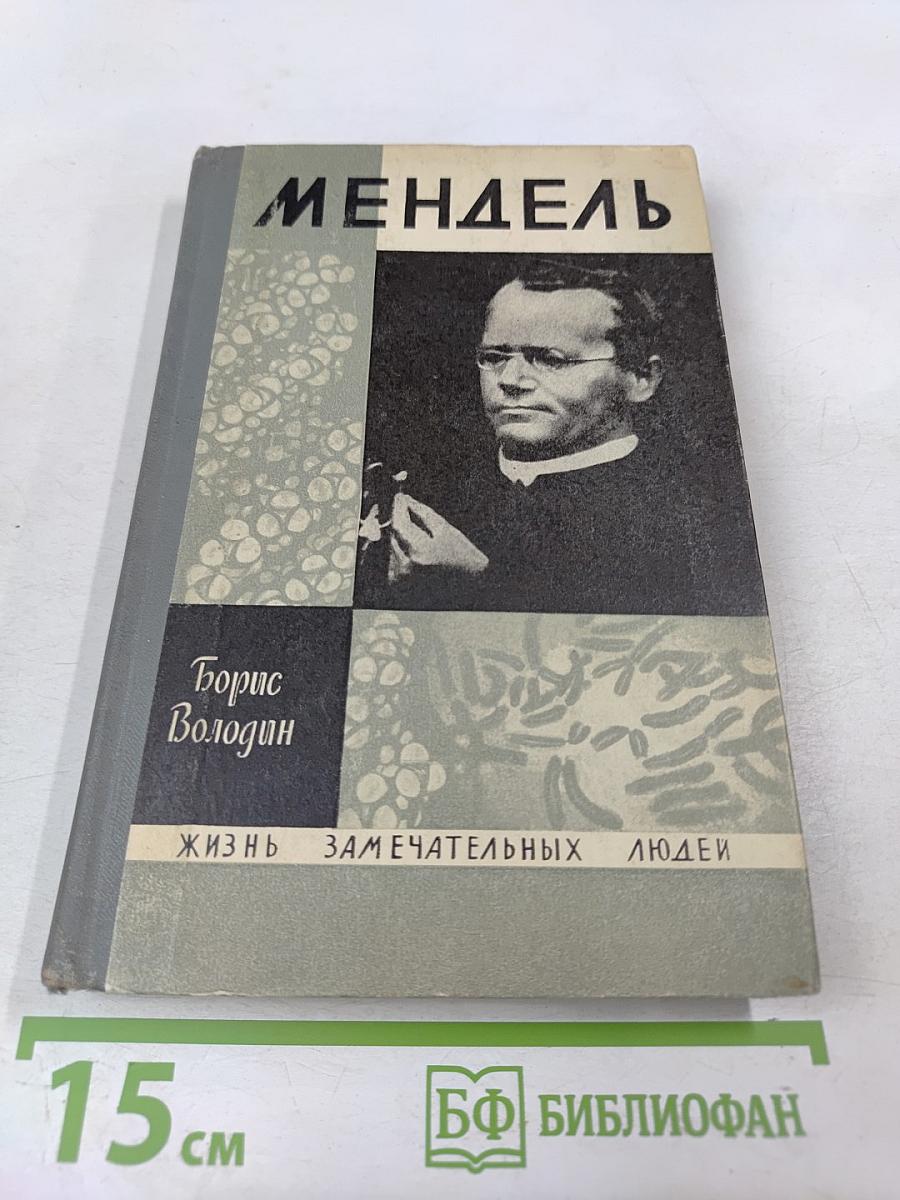 МЕНДЕЛЬ
Борис
Володин
ЖИЗНЬ ЗАМЕЧАТЕЛЬНЫХ ЛЮДЕЙ
15 см
БФ БИБЛИОФАН